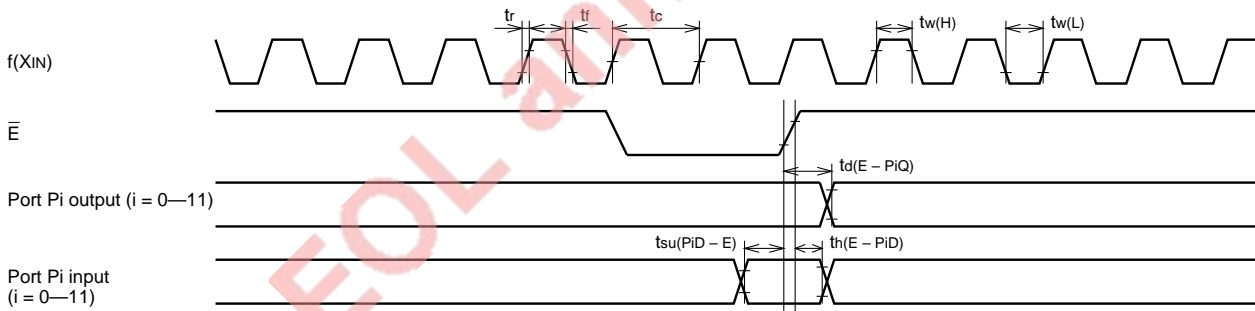 tr tf tc tw(H) tw(L)
f(XIN)
E̅
td(E – PiQ)
Port Pi output (i = 0—11)
tsu(PiD – E) th(E – PiD)
Port Pi input
(i = 0—11)
EOL ann